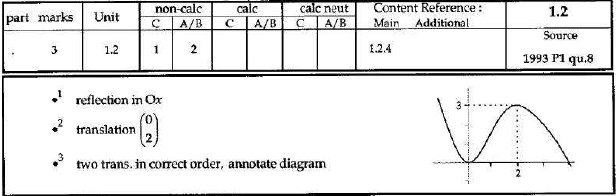 part marks Unit non-calc calc calc neut Content Reference : 1.2
C A/B C A/B C A/B Main Additional
. 3 1.2 1 2 1.2.4 Source
1993 P1 qu.8
•1 reflection in Ox
•2 translation (0 2)
•3 two trans. in correct order, annotate diagram
3
2